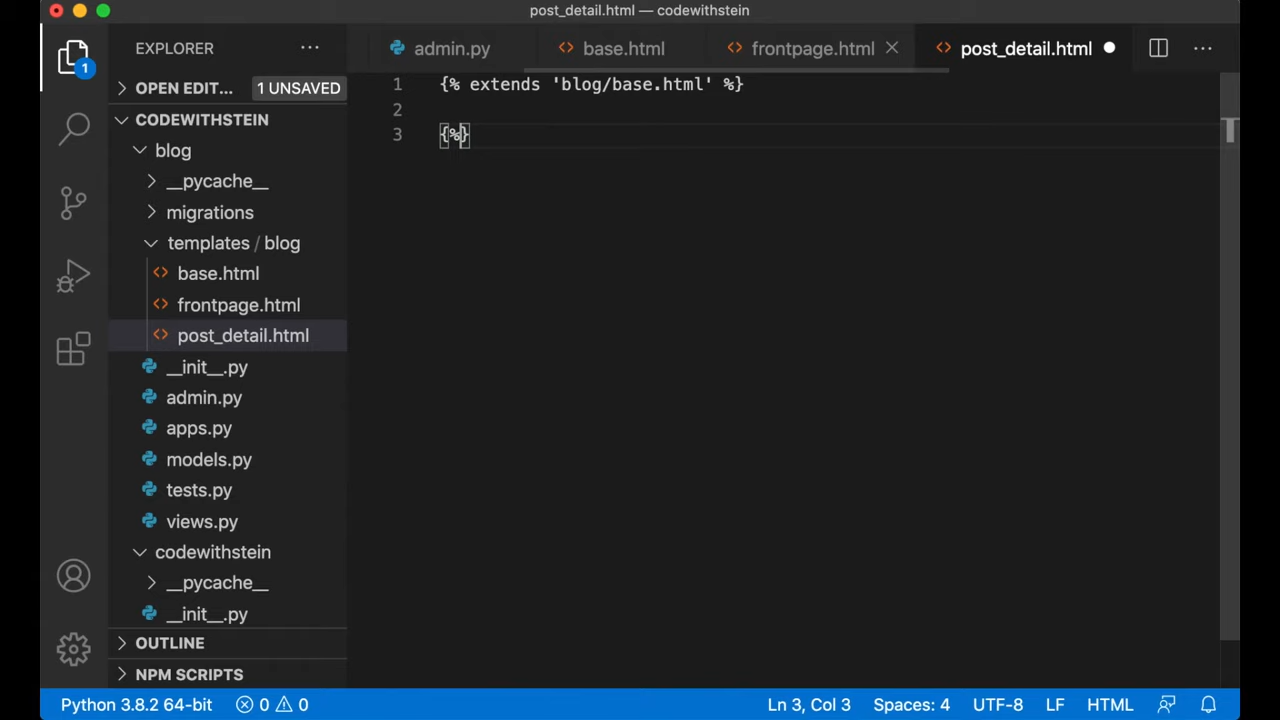 post_detail.html — codewithstein
EXPLORER ···
admin.py base.html frontpage.html post_detail.html
1
OPEN EDIT... 1 UNSAVED
CODEWITHSTEIN
blog
__pycache__
migrations
templates / blog
base.html
frontpage.html
post_detail.html
__init__.py
admin.py
apps.py
models.py
tests.py
views.py
codewithstein
__pycache__
__init__.py
OUTLINE
NPM SCRIPTS
1 {% extends 'blog/base.html' %}
2
3 {%}
Python 3.8.2 64-bit 0 0 Ln 3, Col 3 Spaces: 4 UTF-8 LF HTML